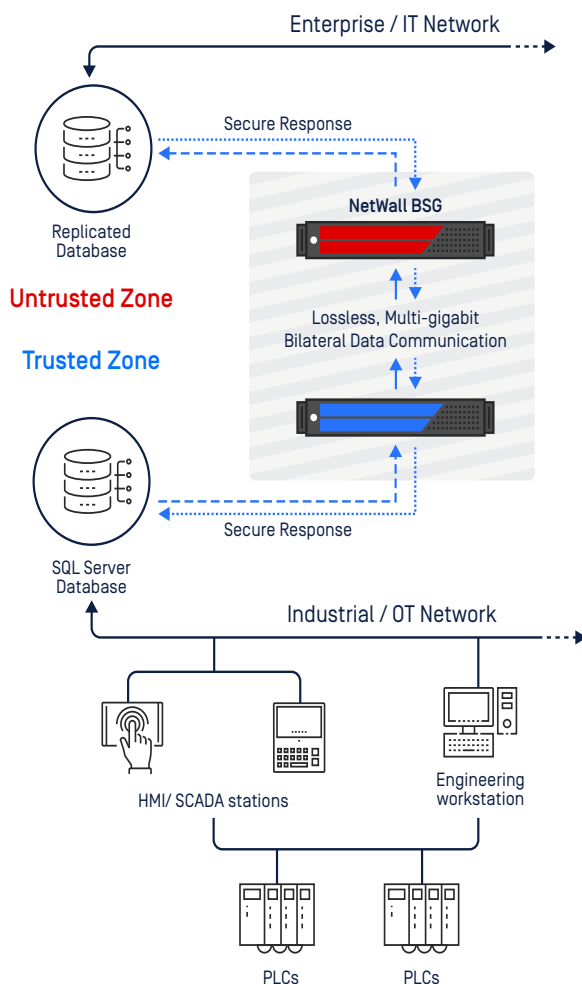 Enterprise / IT Network
Secure Response
NetWall BSG
Replicated
Database
Untrusted Zone
Lossless, Multi-gigabit
Bilateral Data Communication
Trusted Zone
Secure Response
SQL Server
Database
Industrial / OT Network
HMI/ SCADA stations
Engineering
workstation
PLCs
PLCs